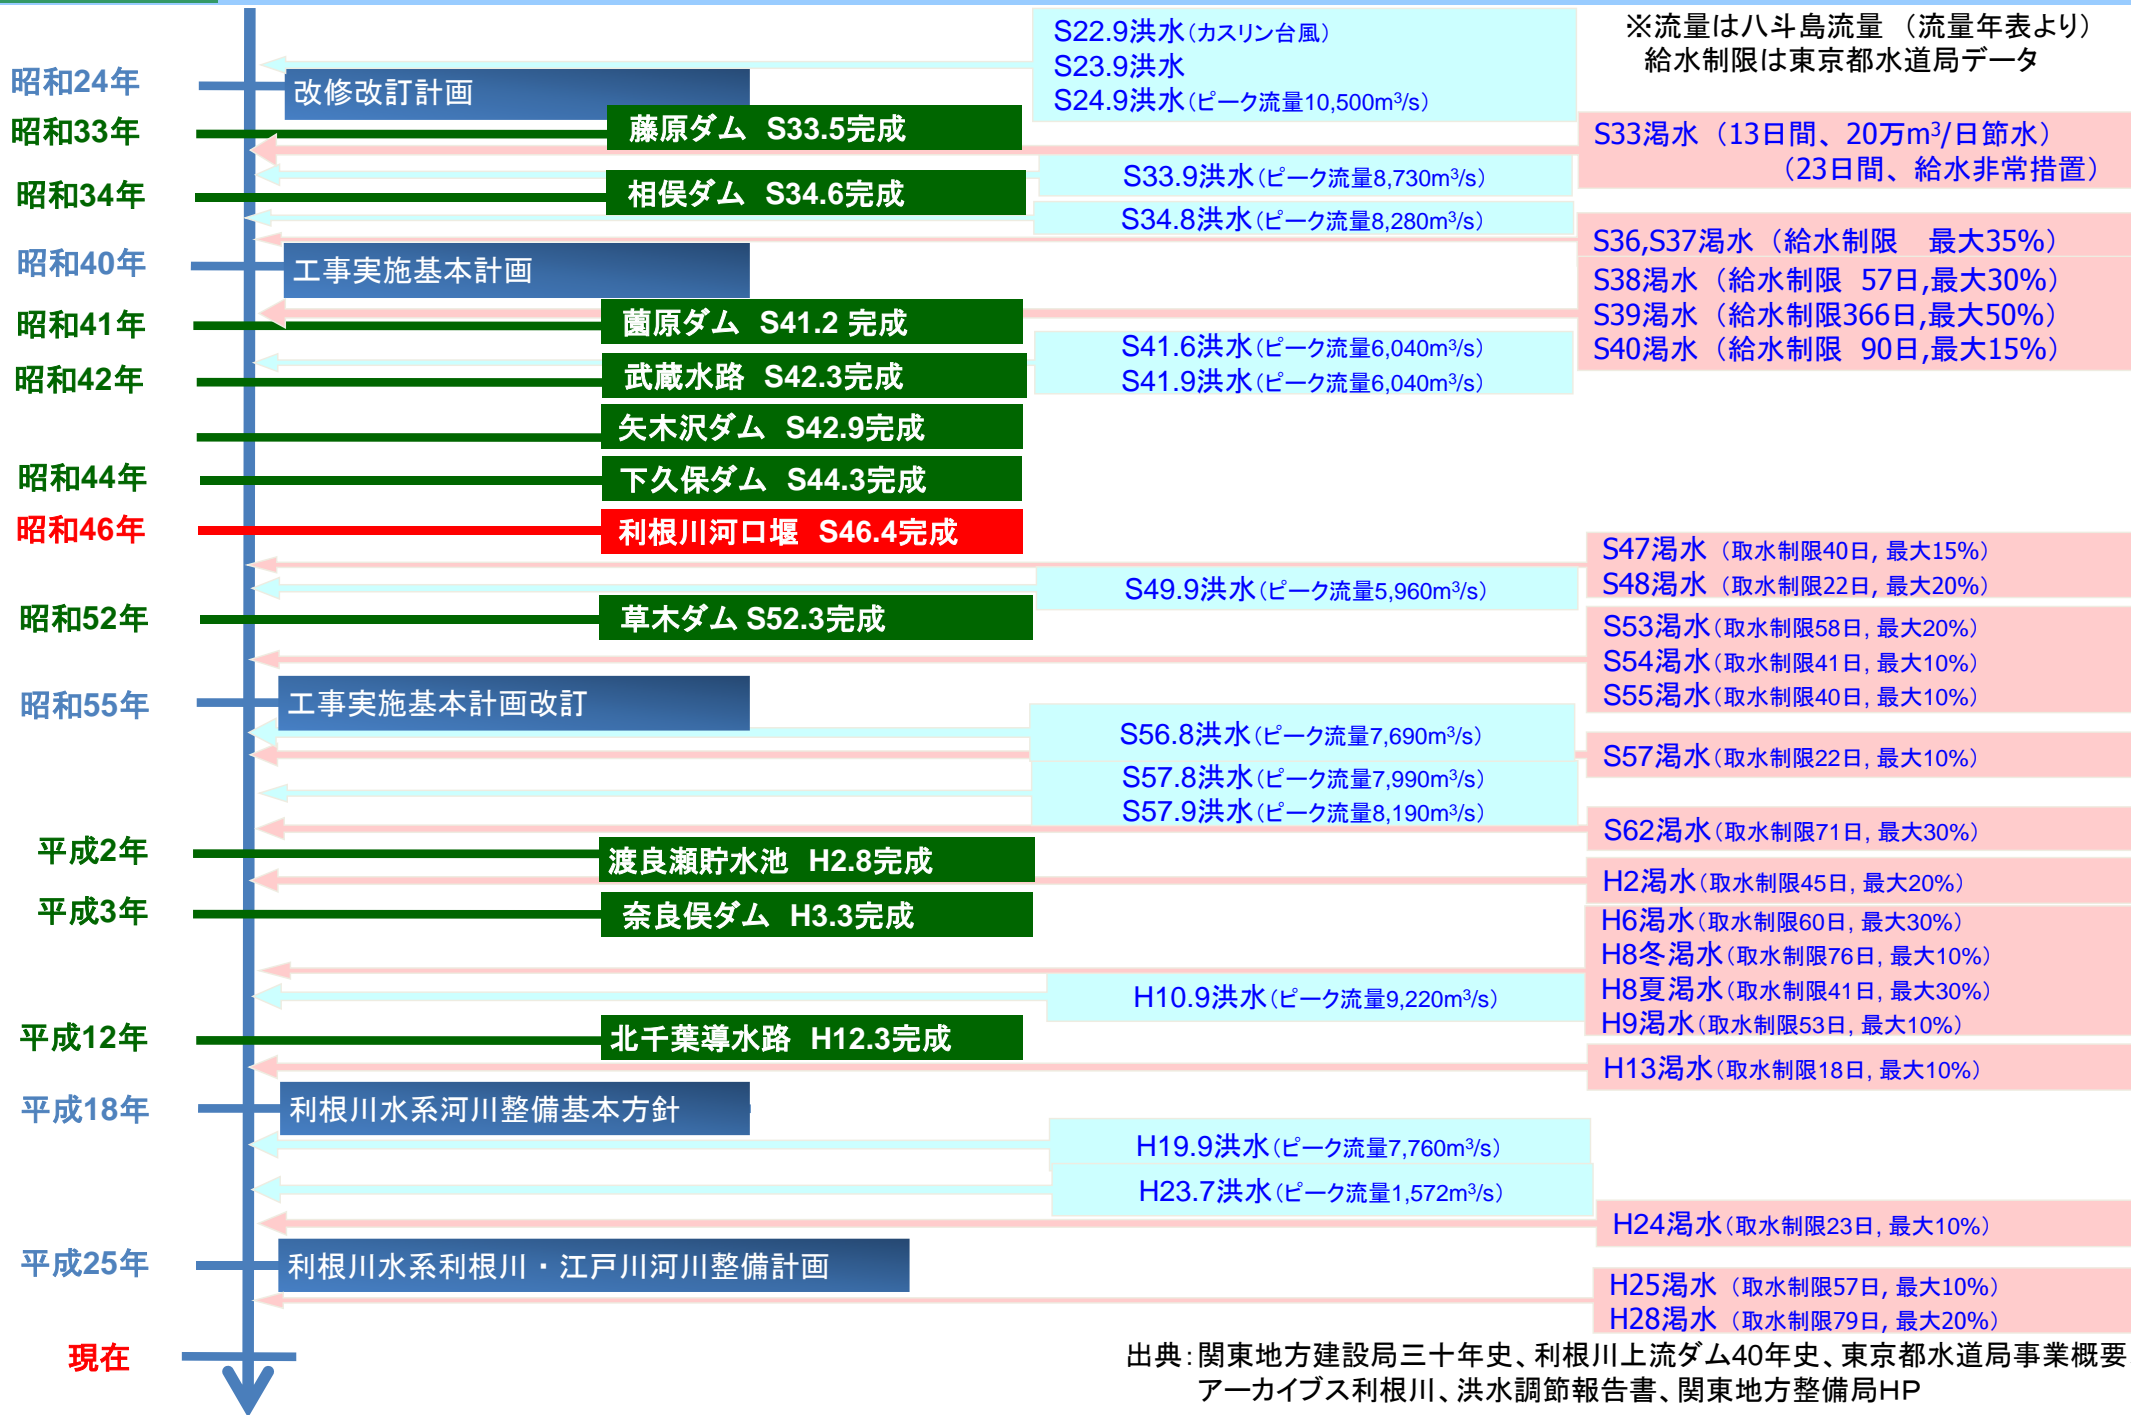 ※流量は八斗島流量 （流量年表より）
給水制限は東京都水道局データ
S22.9洪水（カスリン台風）
S23.9洪水
S24.9洪水（ピーク流量10,500m³/s）
昭和24年
改修改訂計画
昭和33年
藤原ダム S33.5完成
S33渇水（13日間、20万m³/日節水）
（23日間、給水非常措置）
S33.9洪水（ピーク流量8,730m³/s）
昭和34年
相俣ダム S34.6完成
S34.8洪水（ピーク流量8,280m³/s）
S36,S37渇水（給水制限 最大35%）
昭和40年
工事実施基本計画
S38渇水（給水制限 57日,最大30%）
S39渇水（給水制限366日,最大50%）
S40渇水（給水制限 90日,最大15%）
昭和41年
薗原ダム S41.2 完成
S41.6洪水（ピーク流量6,040m³/s）
S41.9洪水（ピーク流量6,040m³/s）
昭和42年
武蔵水路 S42.3完成
矢木沢ダム S42.9完成
昭和44年
下久保ダム S44.3完成
昭和46年
利根川河口堰 S46.4完成
S47渇水（取水制限40日, 最大15%）
S48渇水（取水制限22日, 最大20%）
S49.9洪水（ピーク流量5,960m³/s）
昭和52年
草木ダム S52.3完成
S53渇水（取水制限58日, 最大20%）
S54渇水（取水制限41日, 最大10%）
S55渇水（取水制限40日, 最大10%）
昭和55年
工事実施基本計画改訂
S56.8洪水（ピーク流量7,690m³/s）
S57渇水（取水制限22日, 最大10%）
S57.8洪水（ピーク流量7,990m³/s）
S57.9洪水（ピーク流量8,190m³/s）
S62渇水（取水制限71日, 最大30%）
平成2年
渡良瀬貯水池 H2.8完成
H2渇水（取水制限45日, 最大20%）
平成3年
奈良俣ダム H3.3完成
H6渇水（取水制限60日, 最大30%）
H8冬渇水（取水制限76日, 最大10%）
H8夏渇水（取水制限41日, 最大30%）
H9渇水（取水制限53日, 最大10%）
H10.9洪水（ピーク流量9,220m³/s）
平成12年
北千葉導水路 H12.3完成
H13渇水（取水制限18日, 最大10%）
平成18年
利根川水系河川整備基本方針
H19.9洪水（ピーク流量7,760m³/s）
H23.7洪水（ピーク流量1,572m³/s）
H24渇水（取水制限23日, 最大10%）
平成25年
利根川水系利根川・江戸川河川整備計画
H25渇水（取水制限57日, 最大10%）
H28渇水（取水制限79日, 最大20%）
現在
出典：関東地方建設局三十年史、利根川上流ダム40年史、東京都水道局事業概要
アーカイブス利根川、洪水調節報告書、関東地方整備局HP